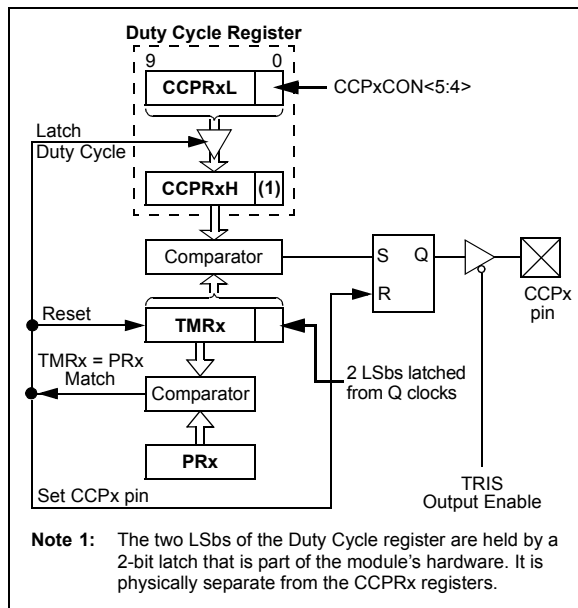 Duty Cycle Register
9 0
CCPRxL
CCPxCON<5:4>
Latch
Duty Cycle
CCPRxH (1)
Comparator
S Q
R
CCPx
pin
Reset
TMRx
TMRx = PRx
Match
2 LSbs latched
from Q clocks
Comparator
PRx
Set CCPx pin
TRIS
Output Enable
Note 1: The two LSbs of the Duty Cycle register are held by a
2-bit latch that is part of the module's hardware. It is
physically separate from the CCPRx registers.